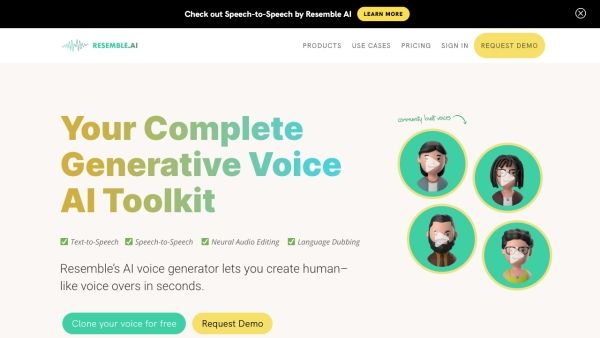 Check out Speech-to-Speech by Resemble AI LEARN MORE
RESEMBLE.AI PRODUCTS USE CASES PRICING SIGN IN REQUEST DEMO
community built voices
Your Complete
Generative Voice
AI Toolkit
Text-to-Speech Speech-to-Speech Neural Audio Editing Language Dubbing
Resemble's AI voice generator lets you create human–
like voice overs in seconds.
Clone your voice for free Request Demo